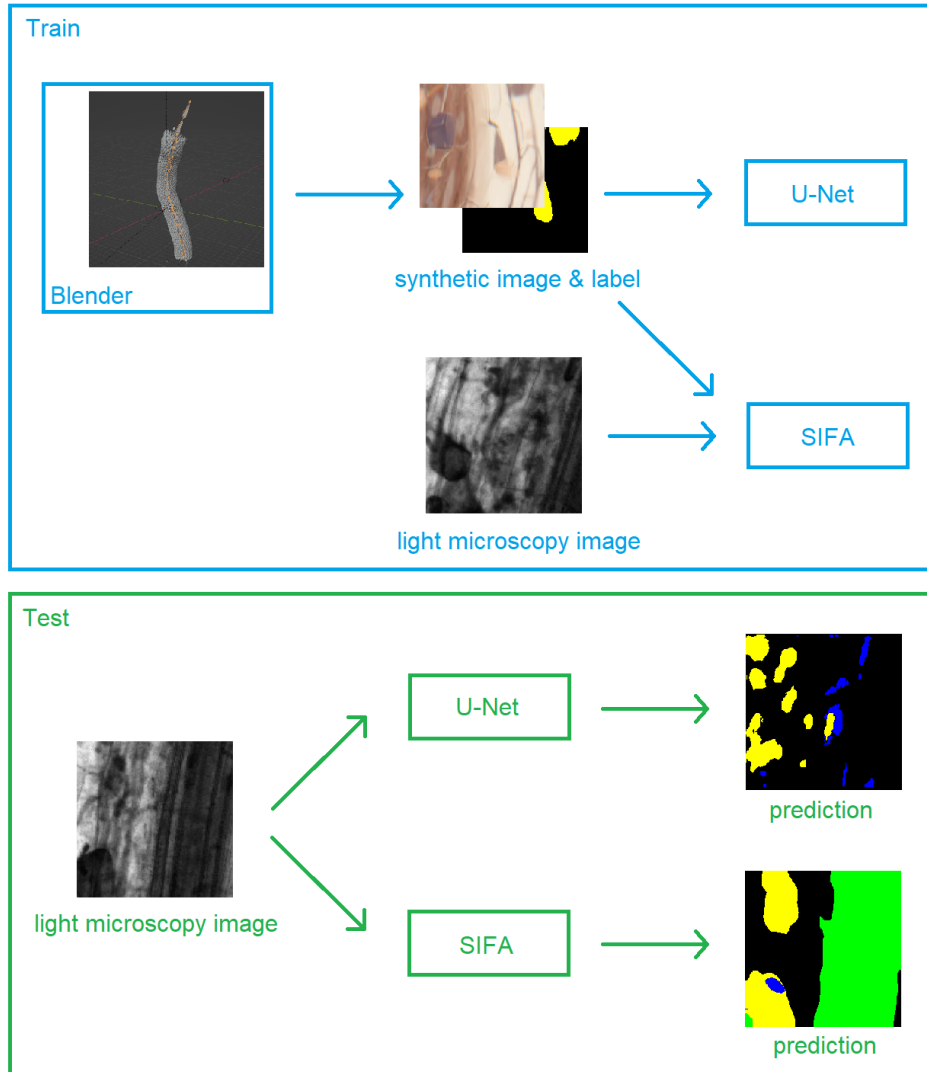 Train
Blender
synthetic image & label
U-Net
light microscopy image
SIFA
Test
light microscopy image
U-Net
prediction
SIFA
prediction